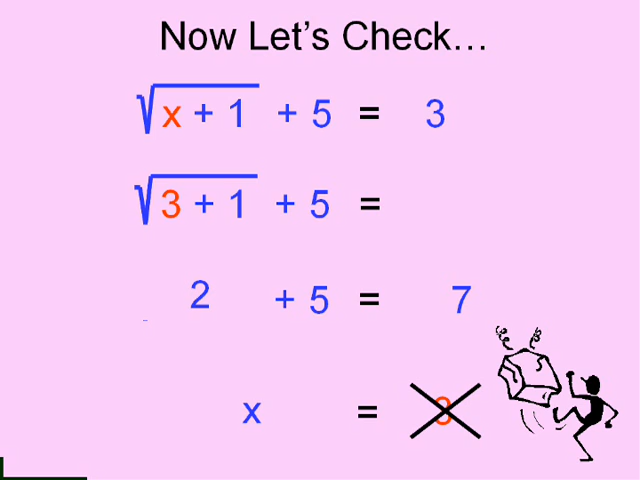 Now Let's Check...
√x + 1 + 5 = 3
√3 + 1 + 5 =
2 + 5 = 7
x = 3